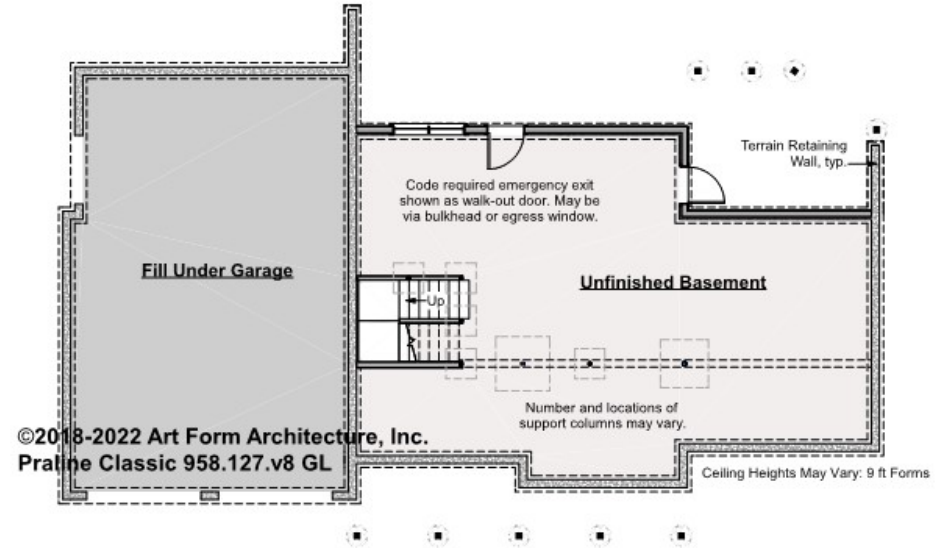 Terrain Retaining
Wall, typ.
Code required emergency exit
shown as walk-out door. May be
via bulkhead or egress window.
Fill Under Garage
Unfinished Basement
Up
Number and locations of
support columns may vary.
©2018-2022 Art Form Architecture, Inc.
Praline Classic 958.127.v8 GL
Ceiling Heights May Vary: 9 ft Forms